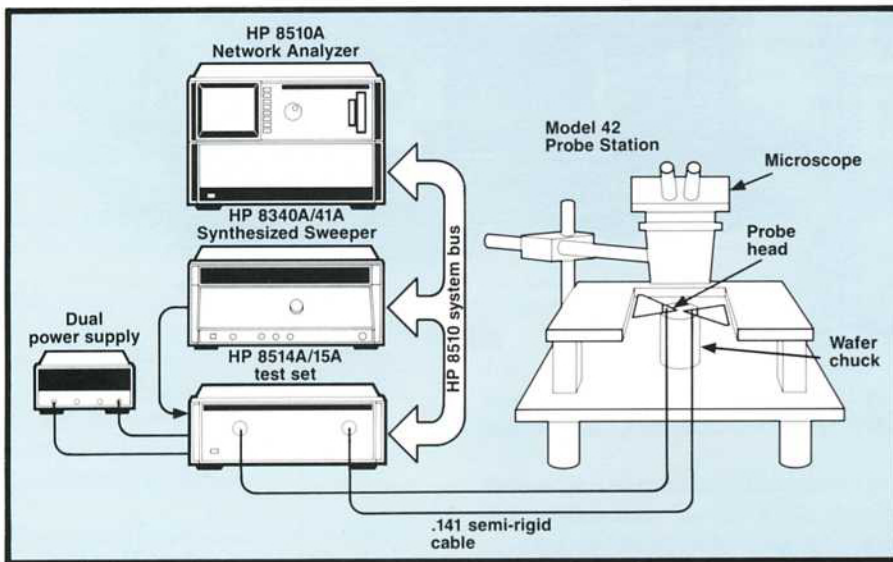 HP 8510A
Network Analyzer
HP 8340A/41A
Synthesized Sweeper
Dual
power supply
HP 8514A/15A
test set
HP 8510 system bus
.141 semi-rigid
cable
Model 42
Probe Station
Microscope
Probe
head
Wafer
chuck